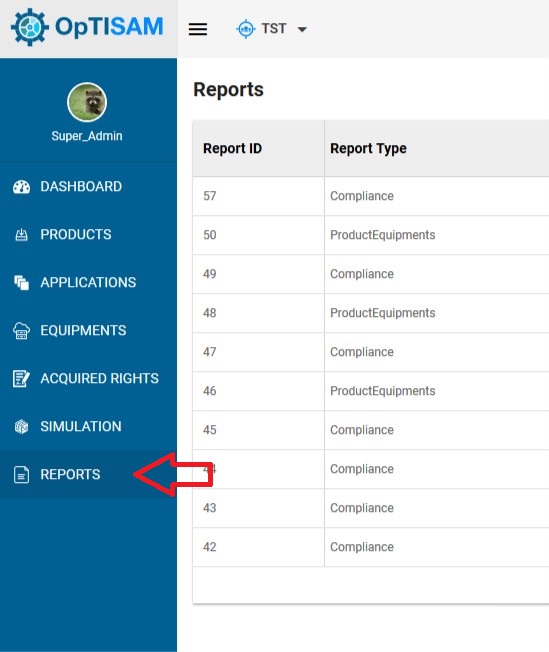 OpTISAM
TST
Super_Admin
DASHBOARD
PRODUCTS
APPLICATIONS
EQUIPMENTS
ACQUIRED RIGHTS
SIMULATION
REPORTS
Reports
Report ID Report Type
57 Compliance
50 ProductEquipments
49 Compliance
48 ProductEquipments
47 Compliance
46 ProductEquipments
45 Compliance
44 Compliance
43 Compliance
42 Compliance